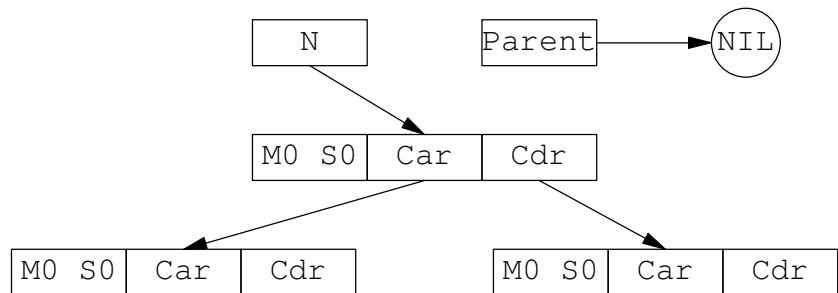 N Parent NIL
M0 S0 Car Cdr
M0 S0 Car Cdr M0 S0 Car Cdr